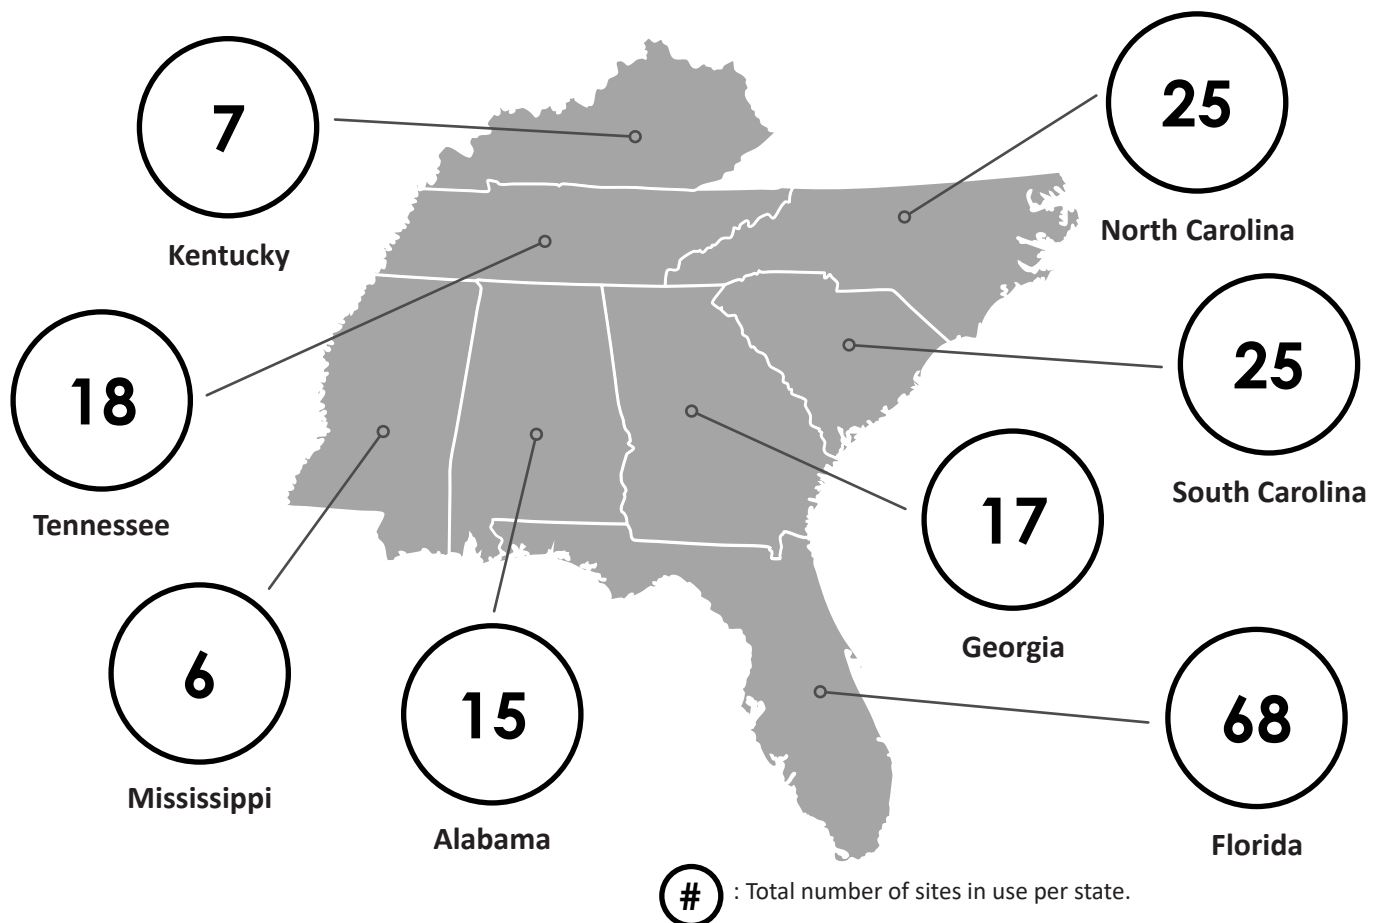 7
Kentucky
25
North Carolina
18
Tennessee
25
South Carolina
6
Mississippi
15
Alabama
17
Georgia
68
Florida
# : Total number of sites in use per state.